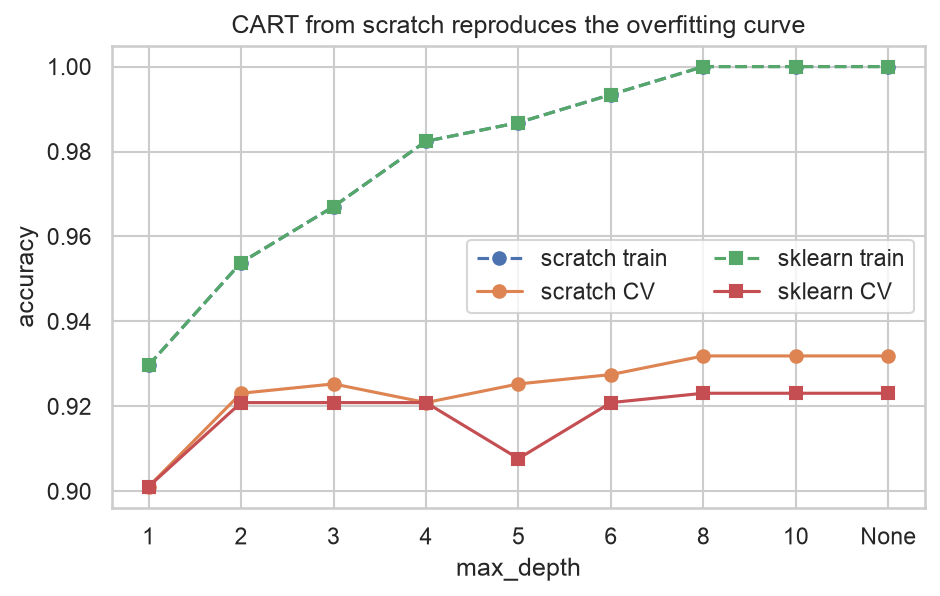 CART from scratch reproduces the overfitting curve
1.00
0.98
0.96
0.94
0.92
0.90
accuracy
scratch train
scratch CV
sklearn train
sklearn CV
1 2 3 4 5 6 8 10 None
max_depth